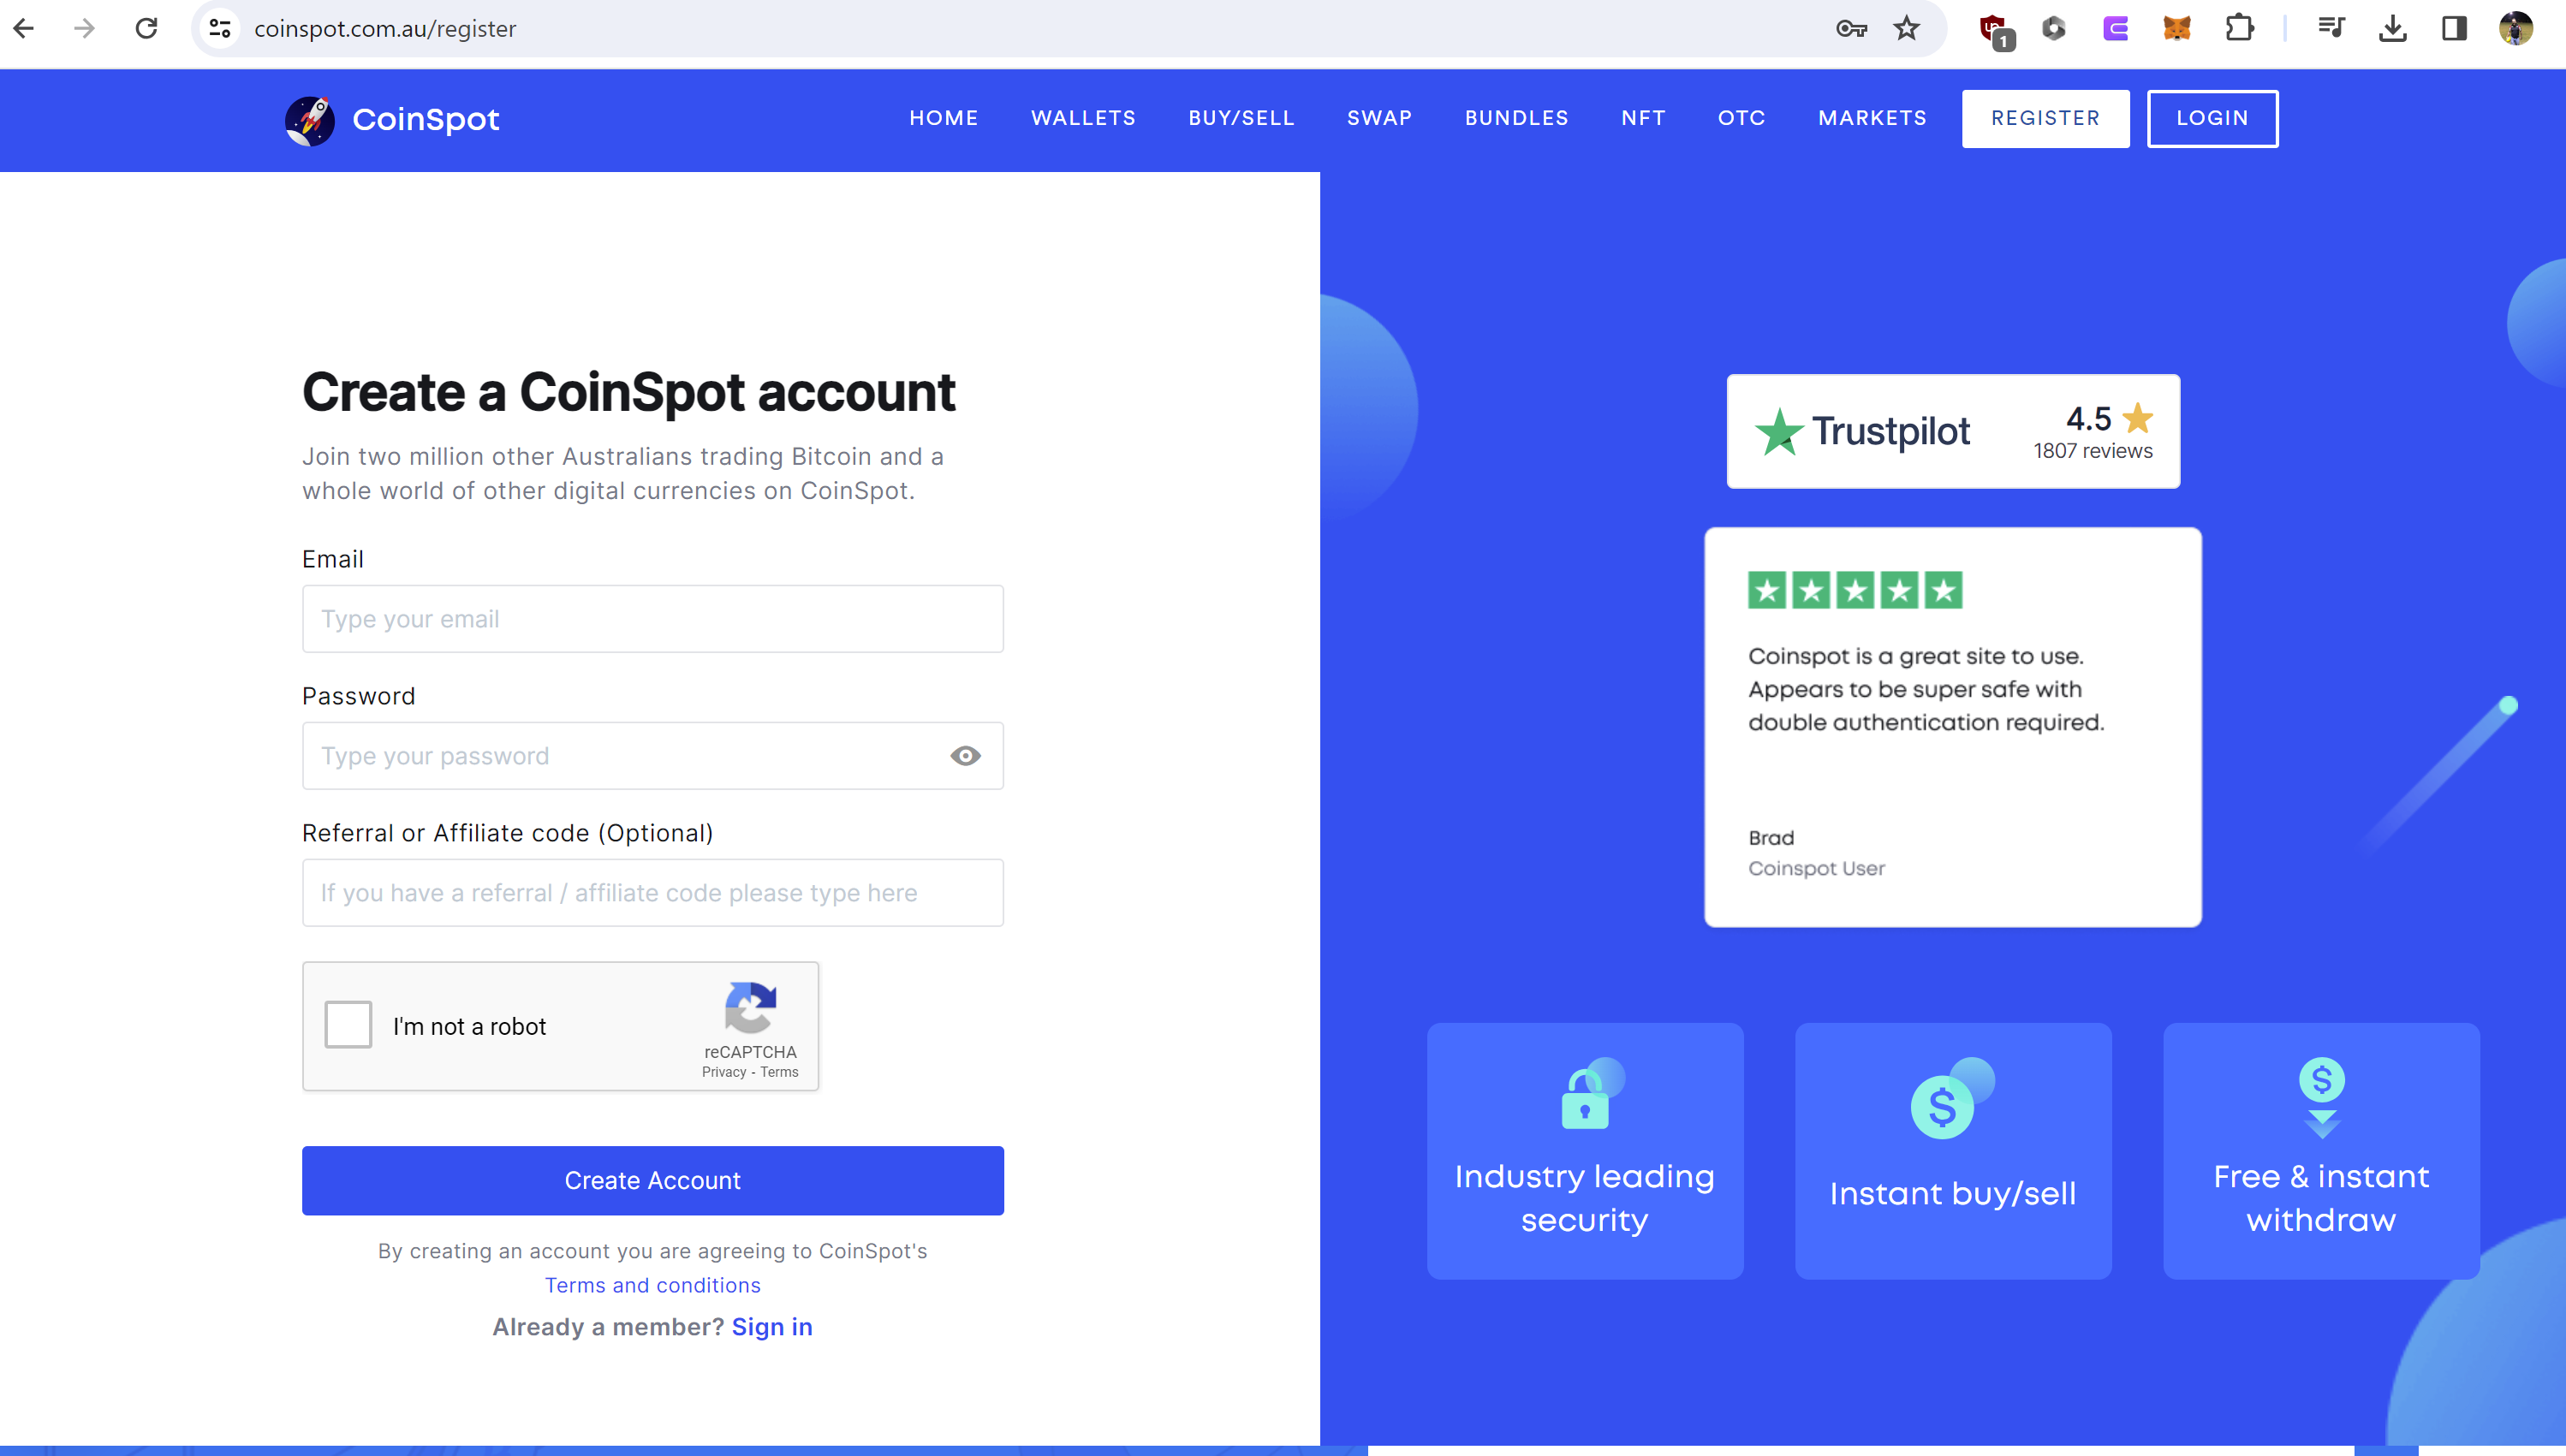 coinspot.com.au/register
1
CoinSpot
HOME WALLETS BUY/SELL SWAP BUNDLES NFT OTC MARKETS REGISTER LOGIN
Create a CoinSpot account
Join two million other Australians trading Bitcoin and a
whole world of other digital currencies on CoinSpot.
Email
Type your email
Password
Type your password
Referral or Affiliate code (Optional)
If you have a referral / affiliate code please type here
I'm not a robot
reCAPTCHA
Privacy - Terms
Create Account
By creating an account you are agreeing to CoinSpot's
Terms and conditions
Already a member? Sign in
Trustpilot
4.5
1807 reviews
Coinspot is a great site to use.
Appears to be super safe with
double authentication required.
Brad
Coinspot User
Industry leading
security
Instant buy/sell
Free & instant
withdraw